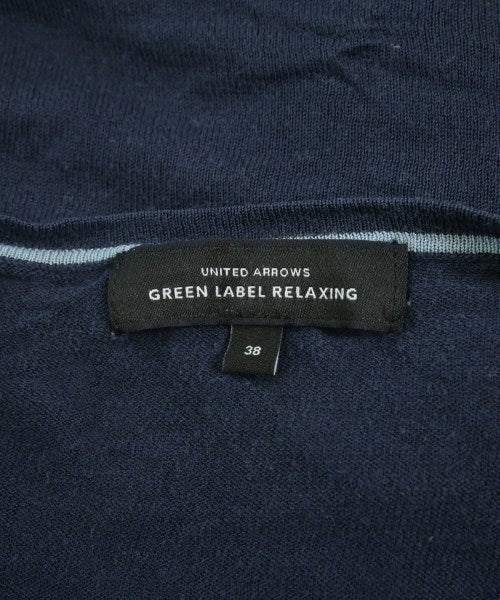 UNITED ARROWS
GREEN LABEL RELAXING
38